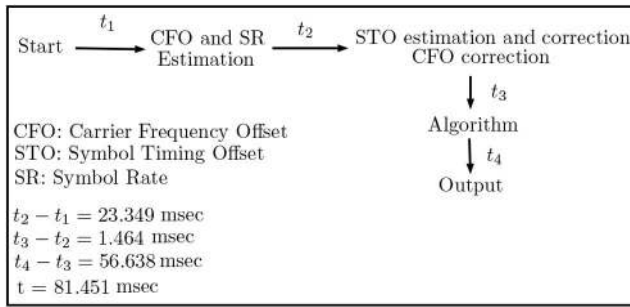 t₁
t₂
Start
CFO and SR
Estimation
STO estimation and correction
CFO correction
t₃
Algorithm
t₄
Output
CFO: Carrier Frequency Offset
STO: Symbol Timing Offset
SR: Symbol Rate
t₂ − t₁ = 23.349 msec
t₃ − t₂ = 1.464 msec
t₄ − t₃ = 56.638 msec
t = 81.451 msec